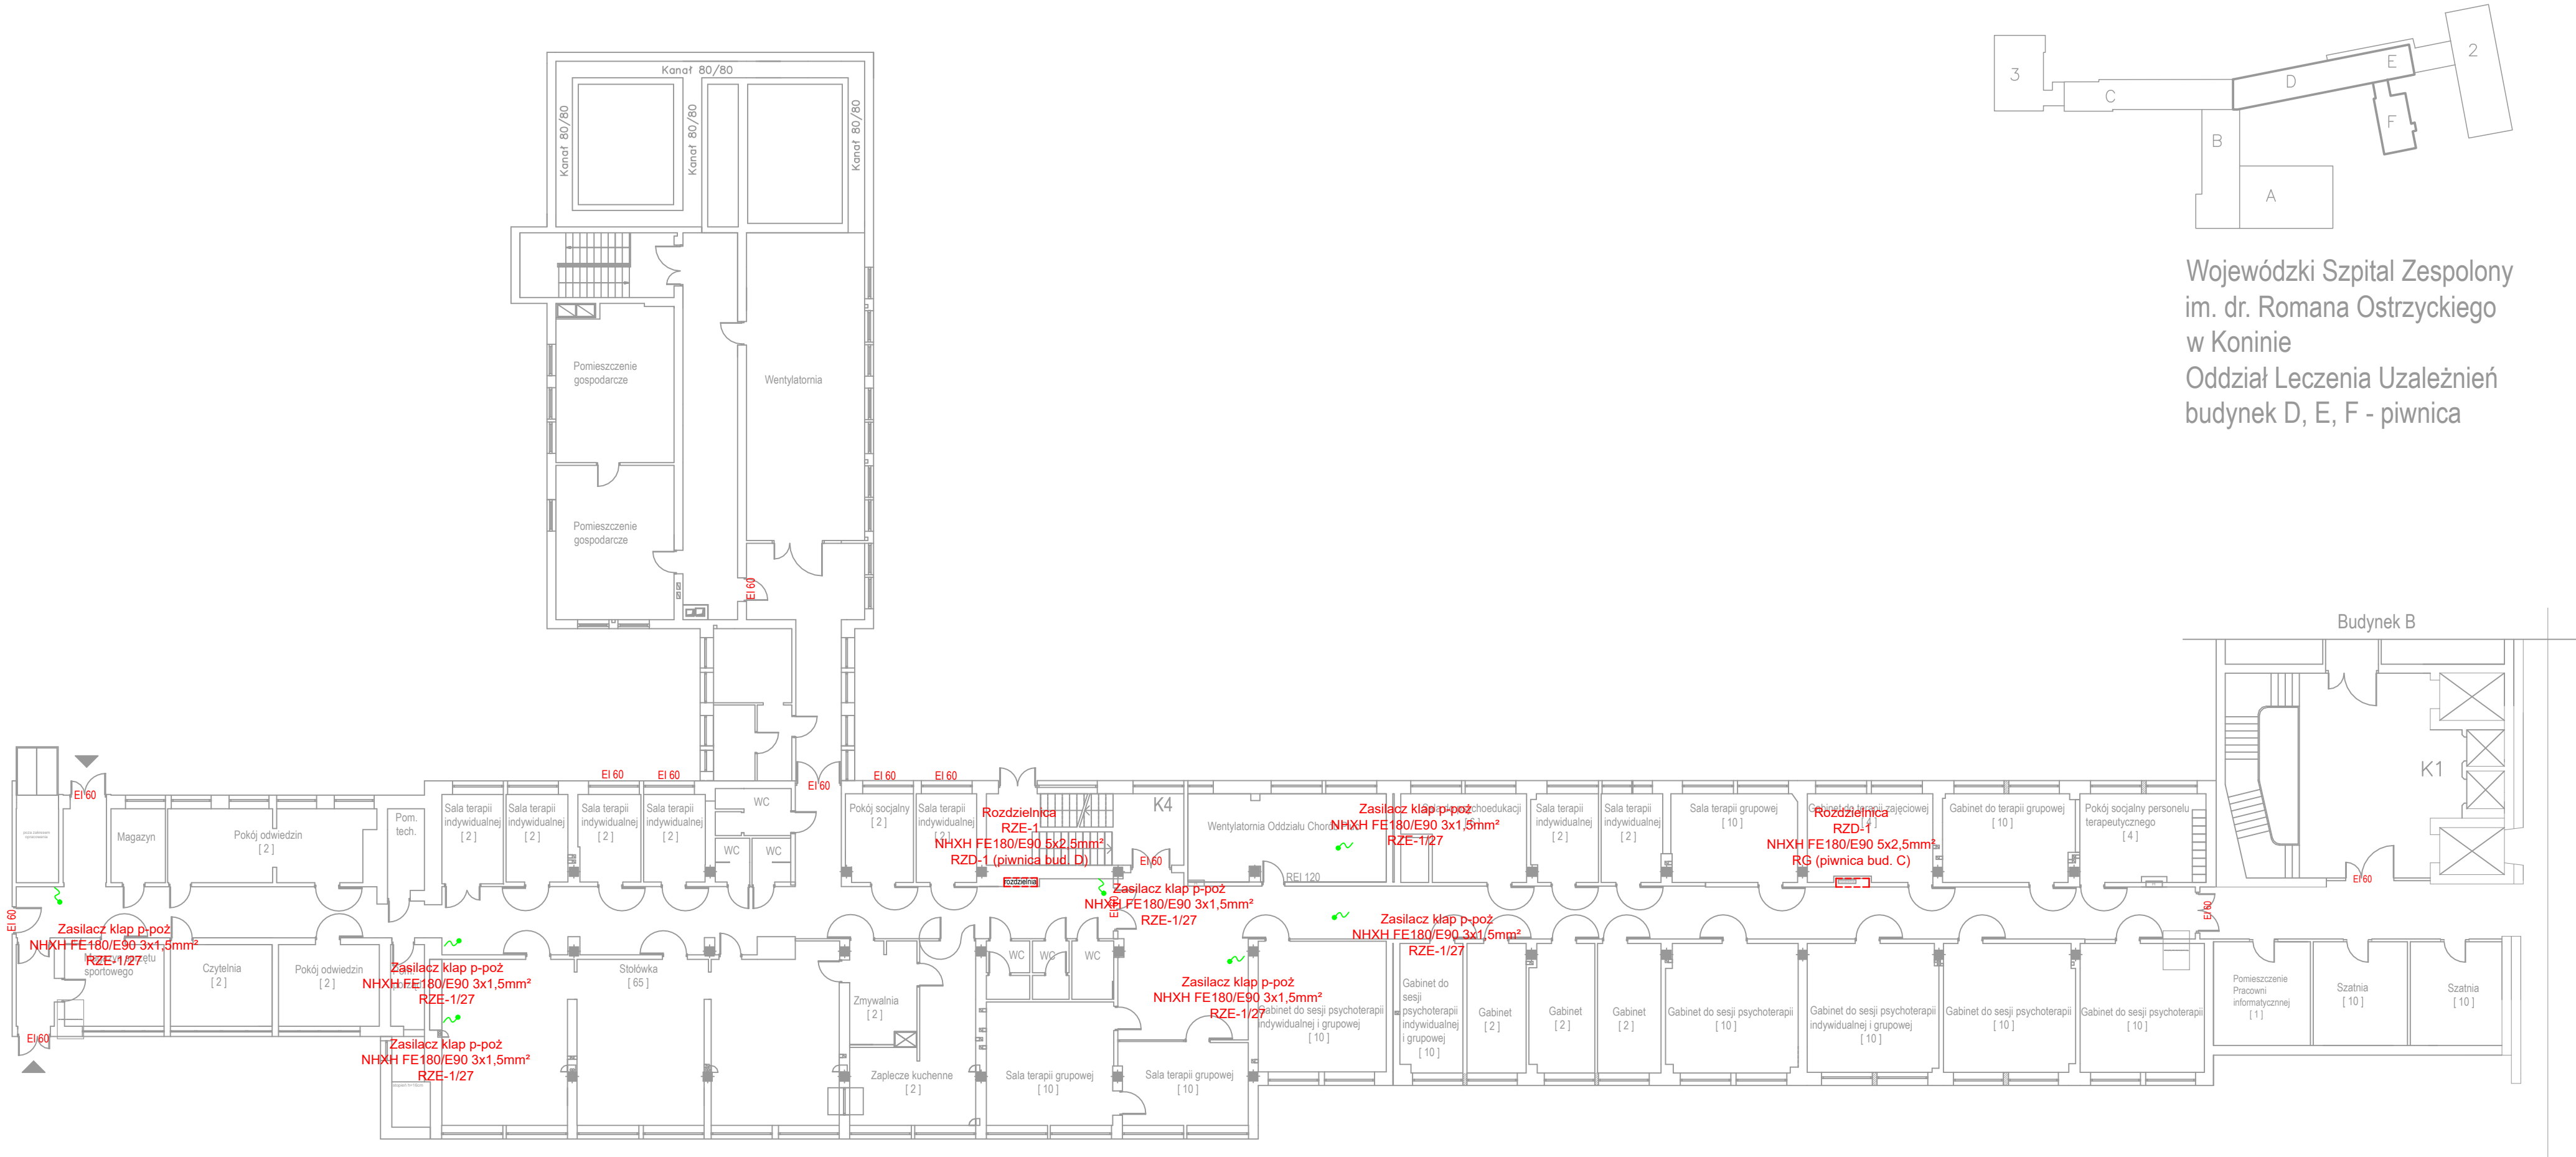 Kanał 80/80
Kanał 80/80
Kanał 80/80
Kanał 80/80
3
C
D
E
2
F
B
A
Wojewódzki Szpital Zespolony
im. dr. Romana Ostrzyckiego
w Koninie
Oddział Leczenia Uzależnień
budynek D, E, F - piwnica
Pomieszczenie
gospodarcze
Wentylatornia
Pomieszczenie
gospodarcze
EI 60
Budynek B
K1
EI 60
EI 60
EI 60
EI 60
EI 60
EI 60
EI 60
Magazyn
Pokój odwiedzin
[ 2 ]
Pom.
tech.
Sala terapii
indywidualnej
[ 2 ]
Sala terapii
indywidualnej
[ 2 ]
Sala terapii
indywidualnej
[ 2 ]
Sala terapii
indywidualnej
[ 2 ]
WC
WC
WC
Pokój socjalny
[ 2 ]
Sala terapii
indywidualnej
[ 2 ]
Rozdzielnica
RZE-1
NHXH FE180/E90 5x2,5mm²
RZD-1 (piwnica bud. D)
rozdzielnia
K4
EI 60
Wentylatornia Oddziału
REI 120
Zasilacz klap p-poż
NHXH FE180/E90 3x1,5mm²
RZE-1/27
Sala terapii
indywidualnej
[ 2 ]
Sala terapii
indywidualnej
[ 2 ]
Sala terapii grupowej
[ 10 ]
Gabinet do terapii zajęciowej
Rozdzielnica
RZD-1
NHXH FE180/E90 5x2,5mm²
RG (piwnica bud. C)
Gabinet do terapii grupowej
[ 10 ]
Pokój socjalny personelu
terapeutycznego
[ 4 ]
EI 60
EI 60
EI 60
Zasilacz klap p-poż
NHXH FE180/E90 3x1,5mm²
RZE-1/27
EI 60
Zasilacz klap p-poż
NHXH FE180/E90 3x1,5mm²
RZE-1/27
Zasilacz klap p-poż
NHXH FE180/E90 3x1,5mm²
RZE-1/27
sportowego
Czytelnia
[ 2 ]
Pokój odwiedzin
[ 2 ]
Zasilacz klap p-poż
NHXH FE180/E90 3x1,5mm²
RZE-1/27
Stołówka
[ 65 ]
Zmywalnia
[ 2 ]
WC
WC
WC
Zasilacz klap p-poż
NHXH FE180/E90 3x1,5mm²
RZE-1/27
Gabinet do sesji psychoterapii
indywidualnej i grupowej
[ 10 ]
Gabinet do
sesji
psychoterapii
indywidualnej
i grupowej
[ 10 ]
Gabinet
[ 2 ]
Gabinet
[ 2 ]
Gabinet
[ 2 ]
Gabinet do sesji psychoterapii
[ 10 ]
Gabinet do sesji psychoterapii
indywidualnej i grupowej
[ 10 ]
Gabinet do sesji psychoterapii
[ 10 ]
Gabinet do sesji psychoterapii
[ 10 ]
Pomieszczenie
Pracowni
informatycznnej
[ 1 ]
Szatnia
[ 10 ]
Szatnia
[ 10 ]
EI 60
Zasilacz klap p-poż
NHXH FE180/E90 3x1,5mm²
RZE-1/27
Zaplecze kuchenne
[ 2 ]
Sala terapii grupowej
[ 10 ]
Sala terapii grupowej
[ 10 ]